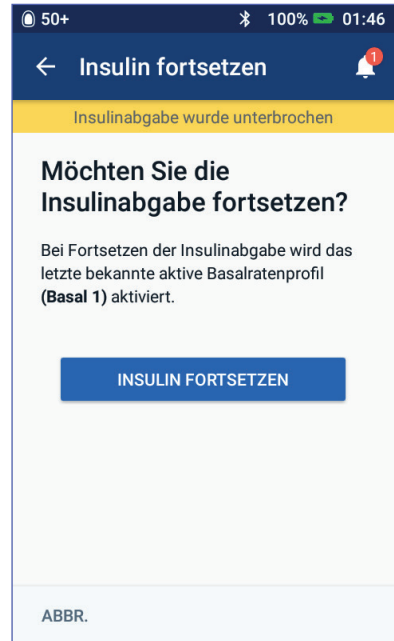 50+ 100% 01:46
Insulin fortsetzen 1
Insulinabgabe wurde unterbrochen
Möchten Sie die
Insulinabgabe fortsetzen?
Bei Fortsetzen der Insulinabgabe wird das
letzte bekannte aktive Basalratenprofil
(Basal 1) aktiviert.
INSULIN FORTSETZEN
ABBR.